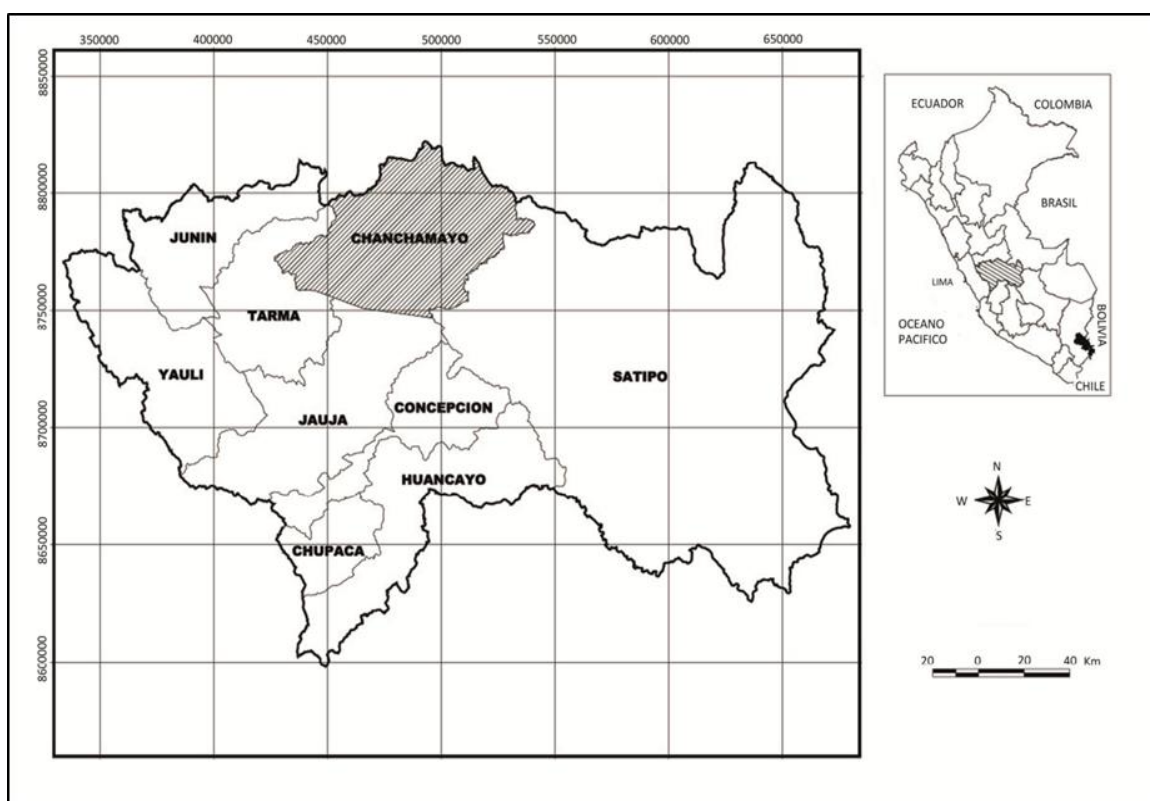 350000 400000 450000 500000 550000 600000 650000
8850000
8800000
8750000
8700000
8650000
8600000
JUNIN
CHANCHAMAYO
TARMA
YAULI
SATIPO
JAUJA
CONCEPCION
HUANCAYO
CHUPACA
ECUADOR COLOMBIA
BRASIL
LIMA
OCEANO
PACIFICO
BOLIVIA
CHILE
N
W E
S
20 0 20 40 Km